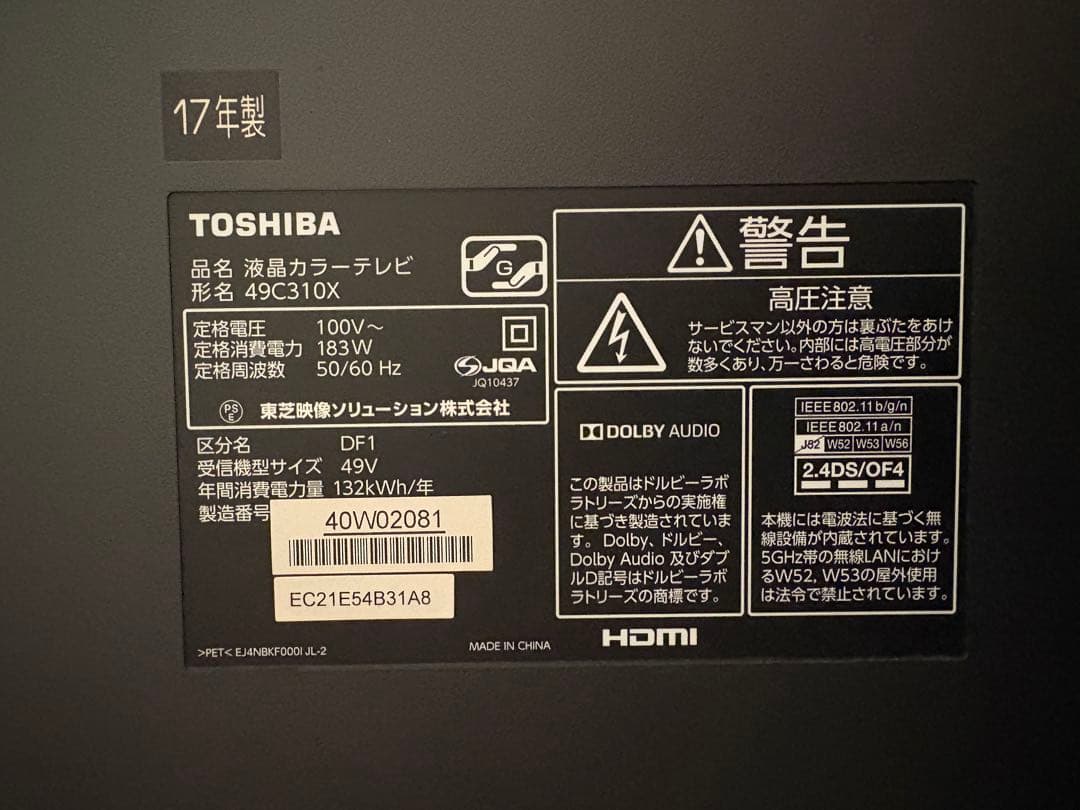 17年製
TOSHIBA
品名 液晶カラーテレビ
形名 49C310X
G
定格電圧 100V～
定格消費電力 183W
定格周波数 50/60 Hz
JQA
JQ10437
PS
E
東芝映像ソリューション株式会社
区分名 DF1
受信機型サイズ 49V
年間消費電力量 132kWh/年
製造番号
40W02081
EC21E54B31A8
>PET< EJ4NBKF000I JL-2
MADE IN CHINA
警告
高圧注意
サービスマン以外の方は裏ぶたをあけ
ないでください。内部には高電圧部分が
数多くあり、万一さわると危険です。
DOLBY AUDIO
この製品はドルビーラボ
ラトリーズからの実施権
に基づき製造されていま
す。 Dolby、ドルビー、
Dolby Audio 及びダブ
ルD記号はドルビーラボ
ラトリーズの商標です。
IEEE802.11b/g/n
IEEE802.11a/n
J52 W52 W53 W56
2.4DS/OF4
本機には電波法に基づく無
線設備が内蔵されています。
5GHz帯の無線LANにおけ
るW52, W53の屋外使用
は法令で禁止されています。
HDMI